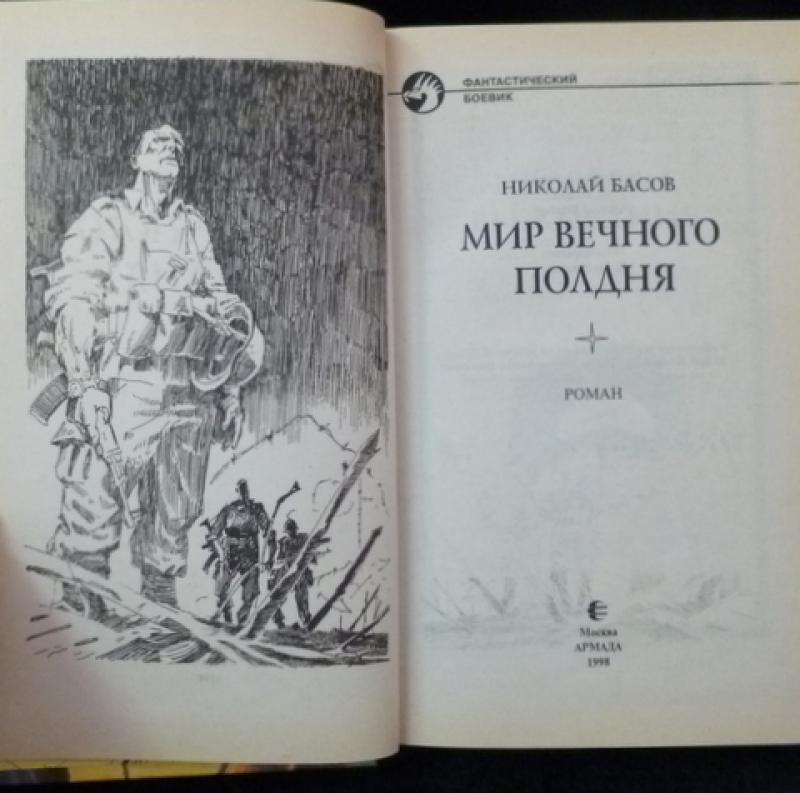 ФАНТАСТИЧЕСКИЙ
БОЕВИК
НИКОЛАЙ БАСОВ
МИР ВЕЧНОГО
ПОЛДНЯ
РОМАН
Москва
АРМАДА
1998